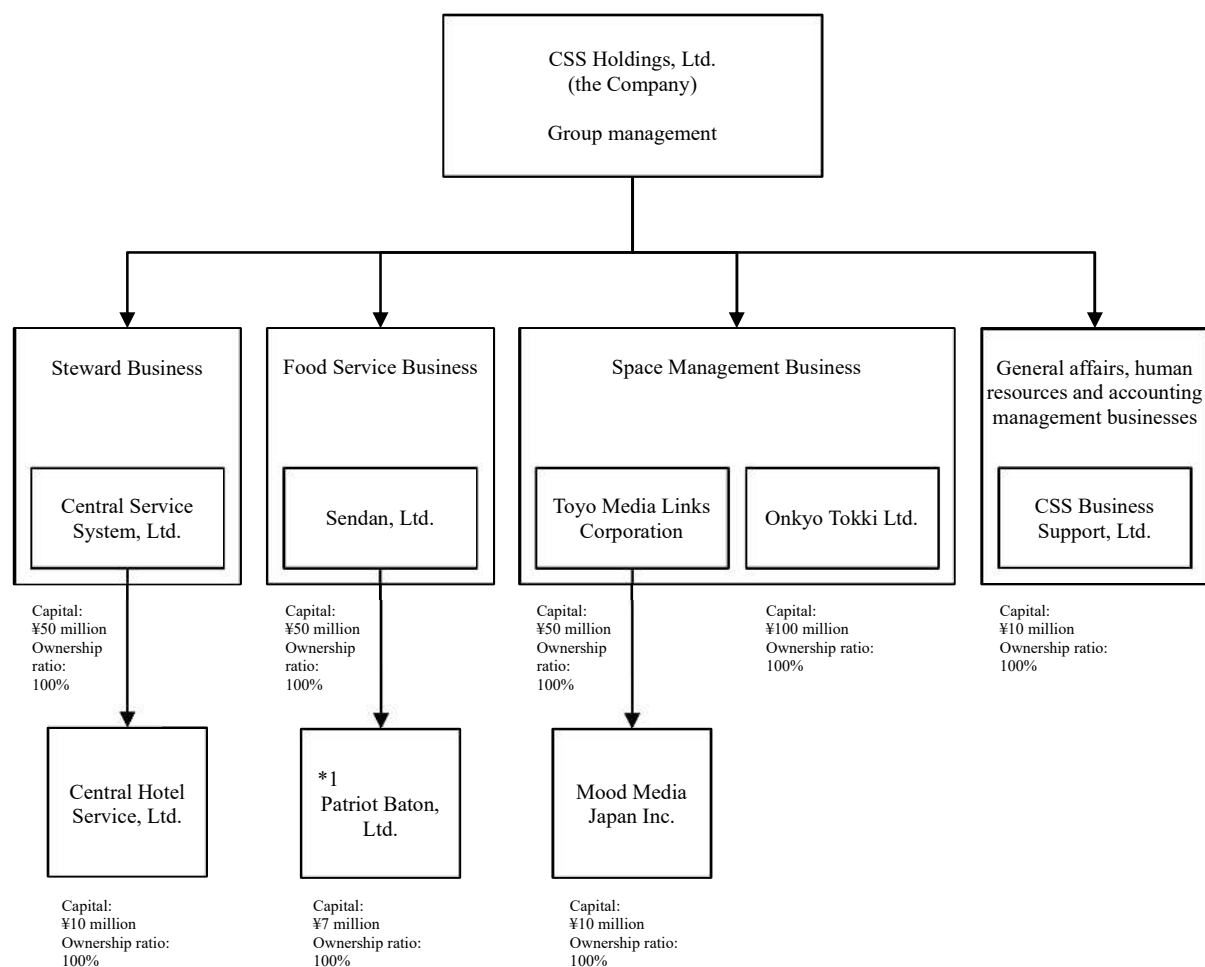 CSS Holdings, Ltd.
(the Company)
Group management
Steward Business
Food Service Business
Space Management Business
General affairs, human
resources and accounting
management businesses
Central Service
System, Ltd.
Sendan, Ltd.
Toyo Media Links
Corporation
Onkyo Tokki Ltd.
CSS Business
Support, Ltd.
Capital:
¥50 million
Ownership
ratio:
100%
Capital:
¥50 million
Ownership
ratio:
100%
Capital:
¥50 million
Ownership
ratio:
100%
Capital:
¥100 million
Ownership ratio:
100%
Capital:
¥10 million
Ownership ratio:
100%
Central Hotel
Service, Ltd.
*1
Patriot Baton,
Ltd.
Mood Media
Japan Inc.
Capital:
¥10 million
Ownership ratio:
100%
Capital:
¥7 million
Ownership ratio:
100%
Capital:
¥10 million
Ownership ratio:
100%